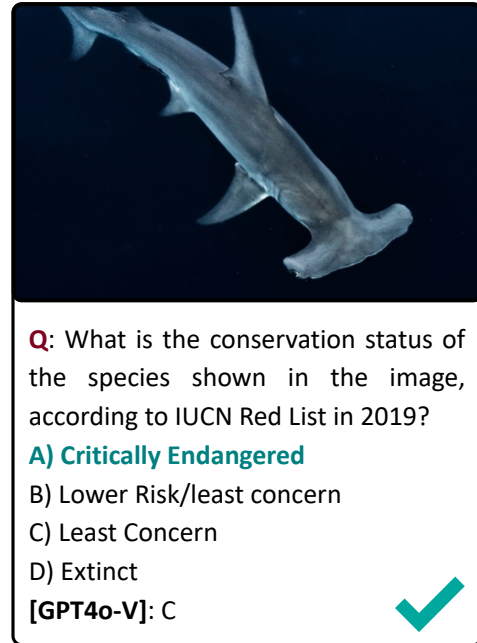 Q: What is the conservation status of
the species shown in the image,
according to IUCN Red List in 2019?
A) Critically Endangered
B) Lower Risk/least concern
C) Least Concern
D) Extinct
[GPT4o-V]: C